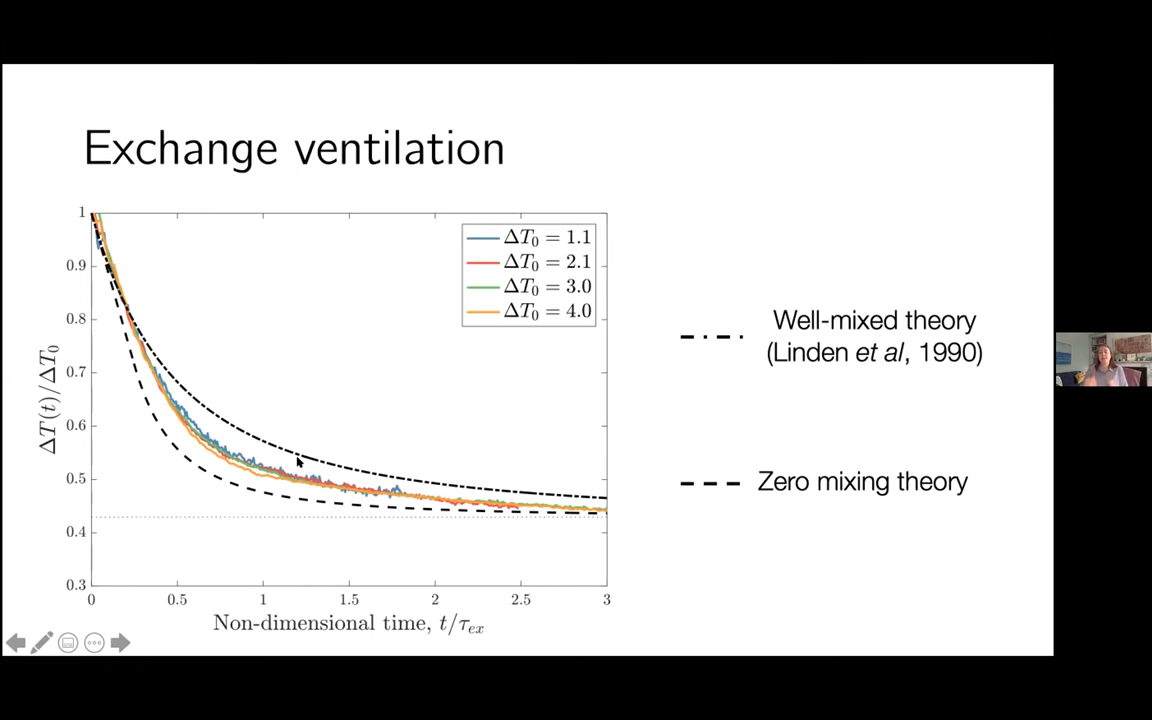 Exchange ventilation
1
0.9
0.8
0.7
0.6
0.5
0.4
0.3
ΔT(t)/ΔT₀
ΔT₀ = 1.1
ΔT₀ = 2.1
ΔT₀ = 3.0
ΔT₀ = 4.0
0 0.5 1 1.5 2 2.5 3
Non-dimensional time, t/τₑₓ
Well-mixed theory
(Linden et al, 1990)
Zero mixing theory